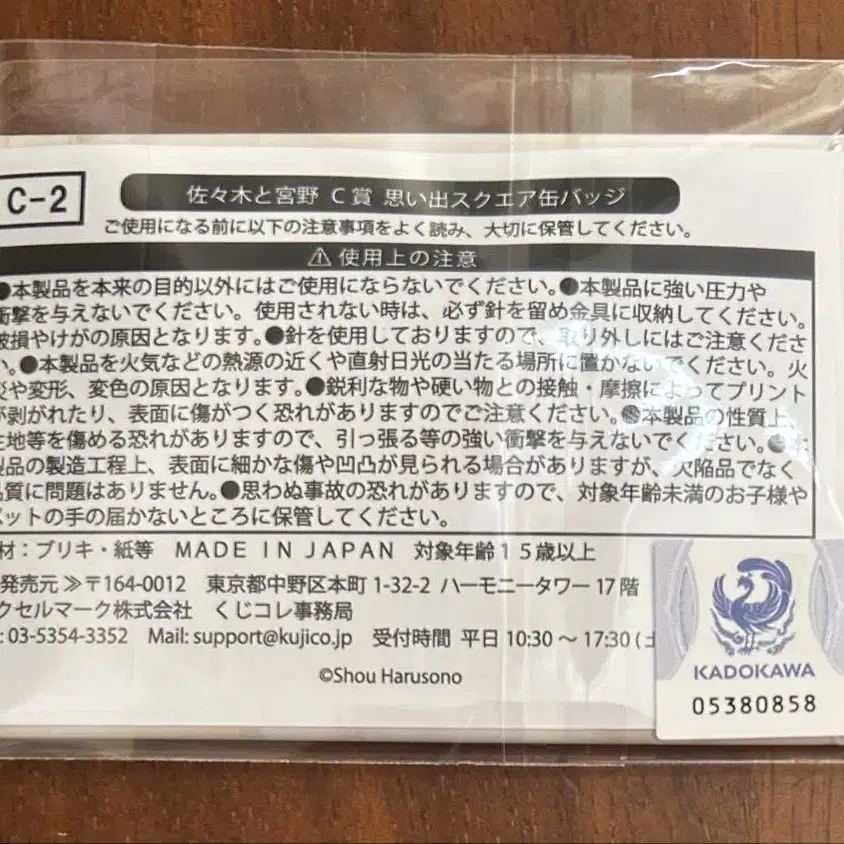 C-2
佐々木と宮野 C賞 思い出スクエア缶バッジ
ご使用になる前に以下の注意事項をよく読み、大切に保管してください。
⚠ 使用上の注意
●本製品を本来の目的以外にはご使用にならないでください。●本製品に強い圧力や
衝撃を与えないでください。使用されない時は、必ず針を留め金具に収納してください。
破損やけがの原因となります。●針を使用しておりますので、取り外しにはご注意くださ
い。●本製品を火気などの熱源の近くや直射日光の当たる場所に置かないでください。火
災や変形、変色の原因となります。●鋭利な物や硬い物との接触・摩擦によってプリント
が剥がれたり、表面に傷がつく恐れがありますのでご注意ください。●本製品の性質上、
生地等を傷める恐れがありますので、引っ張る等の強い衝撃を与えないでください。●本
製品の製造工程上、表面に細かな傷や凹凸が見られる場合がありますが、欠陥品でなく
品質に問題はありません。●思わぬ事故の恐れがありますので、対象年齢未満のお子様や
ペットの手の届かないところに保管してください。
材：ブリキ・紙等 MADE IN JAPAN 対象年齢15歳以上
発売元≫〒164-0012 東京都中野区本町1-32-2 ハーモニータワー17階
クセルマーク株式会社 くじコレ事務局
: 03-5354-3352 Mail: support@kujico.jp 受付時間 平日10:30～17:30(土
©Shou Harusono
KADOKAWA
05380858